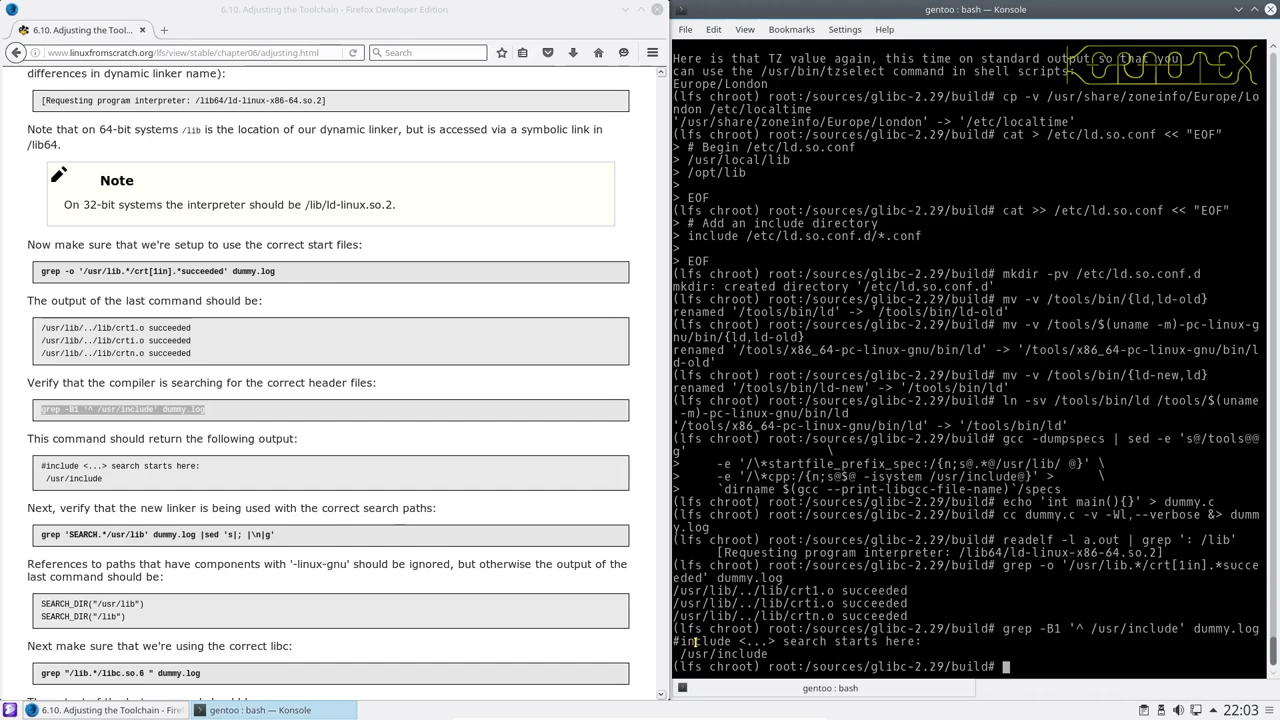 6.10. Adjusting the Toolchain - Firefox Developer Edition
6.10. Adjusting the Tool...
www.linuxfromscratch.org/lfs/view/stable/chapter06/adjusting.html
Search
differences in dynamic linker name):
[Requesting program interpreter: /lib64/ld-linux-x86-64.so.2]
Note that on 64-bit systems /lib is the location of our dynamic linker, but is accessed via a symbolic link in
/lib64.
Note
On 32-bit systems the interpreter should be /lib/ld-linux.so.2.
Now make sure that we're setup to use the correct start files:
grep -o '/usr/lib.*/crt[1in].*succeeded' dummy.log
The output of the last command should be:
/usr/lib/../lib/crt1.o succeeded
/usr/lib/../lib/crti.o succeeded
/usr/lib/../lib/crtn.o succeeded
Verify that the compiler is searching for the correct header files:
grep -B1 '^ /usr/include' dummy.log
This command should return the following output:
#include <...> search starts here:
 /usr/include
Next, verify that the new linker is being used with the correct search paths:
grep 'SEARCH.*/usr/lib' dummy.log |sed 's|; |\n|g'
References to paths that have components with '-linux-gnu' should be ignored, but otherwise the output of the
last command should be:
SEARCH_DIR("/usr/lib")
SEARCH_DIR("/lib")
Next make sure that we're using the correct libc:
grep "/lib.*/libc.so.6 " dummy.log
gentoo : bash — Konsole
File Edit View Bookmarks Settings Help
Here is that TZ value again, this time on standard output so that you
can use the /usr/bin/tzselect command in shell scripts:
Europe/London
(lfs chroot) root:/sources/glibc-2.29/build# cp -v /usr/share/zoneinfo/Europe/Lo
ndon /etc/localtime
'/usr/share/zoneinfo/Europe/London' -> '/etc/localtime'
(lfs chroot) root:/sources/glibc-2.29/build# cat > /etc/ld.so.conf << "EOF"
> # Begin /etc/ld.so.conf
> /usr/local/lib
> /opt/lib
>
> EOF
(lfs chroot) root:/sources/glibc-2.29/build# cat >> /etc/ld.so.conf << "EOF"
> # Add an include directory
> include /etc/ld.so.conf.d/*.conf
>
> EOF
(lfs chroot) root:/sources/glibc-2.29/build# mkdir -pv /etc/ld.so.conf.d
mkdir: created directory '/etc/ld.so.conf.d'
(lfs chroot) root:/sources/glibc-2.29/build# mv -v /tools/bin/{ld,ld-old}
renamed '/tools/bin/ld' -> '/tools/bin/ld-old'
(lfs chroot) root:/sources/glibc-2.29/build# mv -v /tools/$(uname -m)-pc-linux-g
nu/bin/{ld,ld-old}
renamed '/tools/x86_64-pc-linux-gnu/bin/ld' -> '/tools/x86_64-pc-linux-gnu/bin/l
d-old'
(lfs chroot) root:/sources/glibc-2.29/build# mv -v /tools/bin/{ld-new,ld}
renamed '/tools/bin/ld-new' -> '/tools/bin/ld'
(lfs chroot) root:/sources/glibc-2.29/build# ln -sv /tools/bin/ld /tools/$(uname
 -m)-pc-linux-gnu/bin/ld
'/tools/x86_64-pc-linux-gnu/bin/ld' -> '/tools/bin/ld'
(lfs chroot) root:/sources/glibc-2.29/build# gcc -dumpspecs | sed -e 's@/tools@@
g' \
> -e '/\*startfile_prefix_spec:/{n;s@.*@/usr/lib/ @}' \
> -e '/\*cpp:/{n;s@$@ -isystem /usr/include@}' > \
> `dirname $(gcc --print-libgcc-file-name)`/specs
(lfs chroot) root:/sources/glibc-2.29/build# echo 'int main(){}' > dummy.c
(lfs chroot) root:/sources/glibc-2.29/build# cc dummy.c -v -Wl,--verbose &> dumm
y.log
(lfs chroot) root:/sources/glibc-2.29/build# readelf -l a.out | grep ': /lib'
[Requesting program interpreter: /lib64/ld-linux-x86-64.so.2]
(lfs chroot) root:/sources/glibc-2.29/build# grep -o '/usr/lib.*/crt[1in].*succe
eded' dummy.log
/usr/lib/../lib/crt1.o succeeded
/usr/lib/../lib/crti.o succeeded
/usr/lib/../lib/crtn.o succeeded
(lfs chroot) root:/sources/glibc-2.29/build# grep -B1 '^ /usr/include' dummy.log
#include <...> search starts here:
 /usr/include
(lfs chroot) root:/sources/glibc-2.29/build#
gentoo : bash
6.10. Adjusting the Toolchain - Firef
gentoo : bash — Konsole
22:03